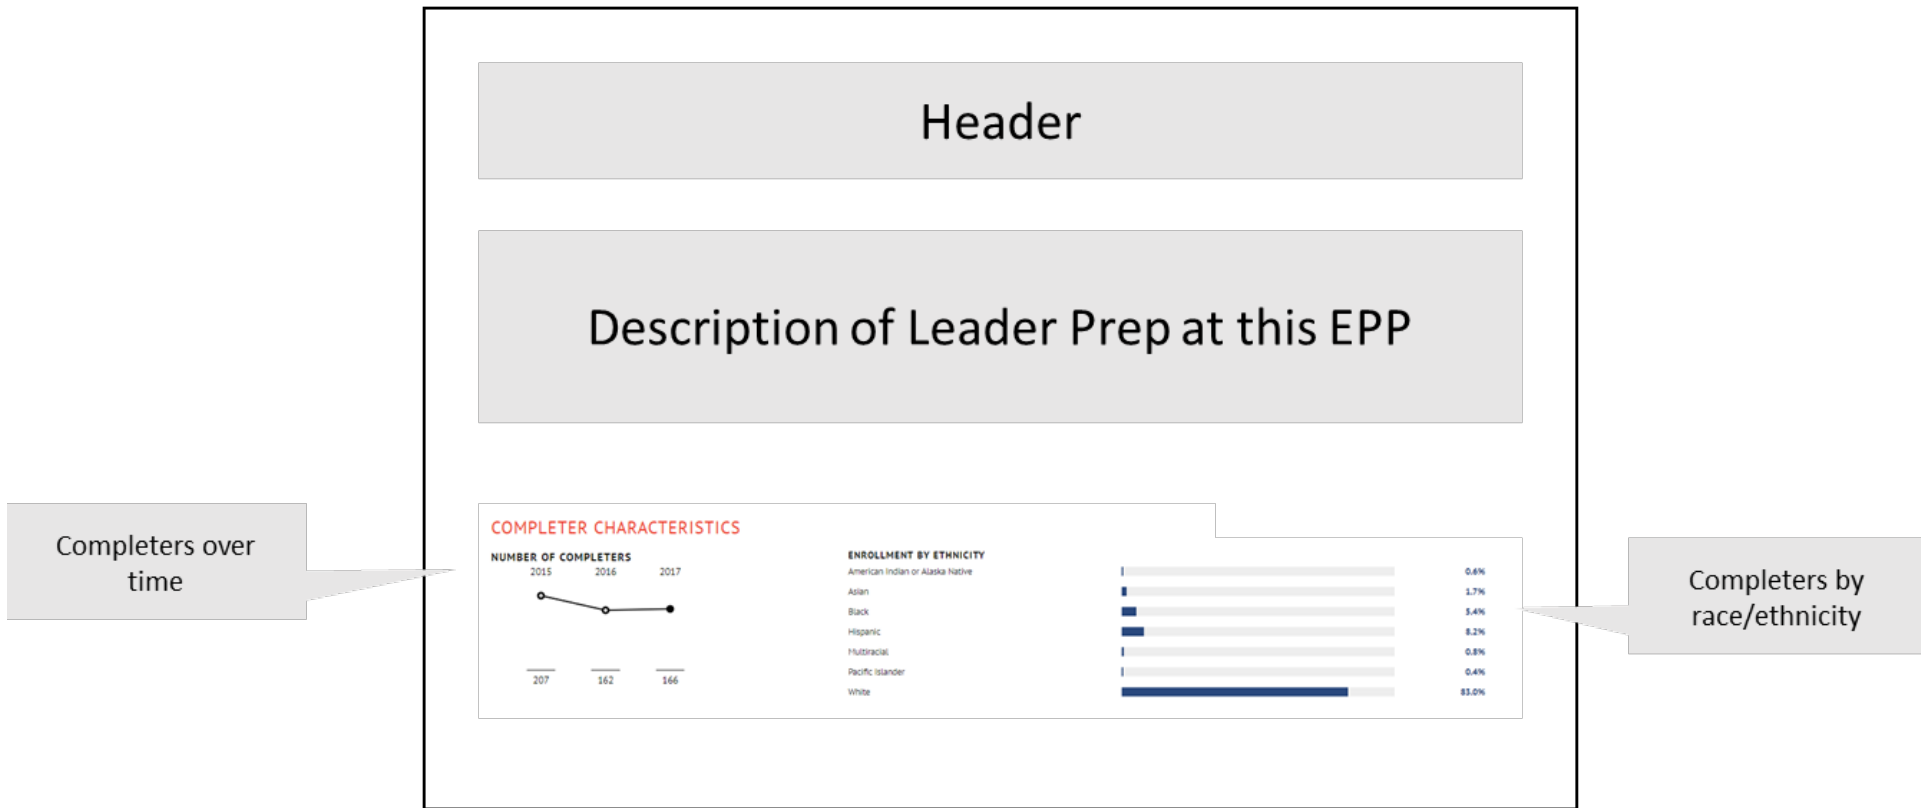 Header
Description of Leader Prep at this EPP
Completers over
time
COMPLETER CHARACTERISTICS
NUMBER OF COMPLETERS
2015 2016 2017
207 162 166
ENROLLMENT BY ETHNICITY
American Indian or Alaska Native 0.6%
Asian 1.7%
Black 5.4%
Hispanic 8.2%
Multiracial 0.8%
Pacific Islander 0.4%
White 83.0%
Completers by
race/ethnicity